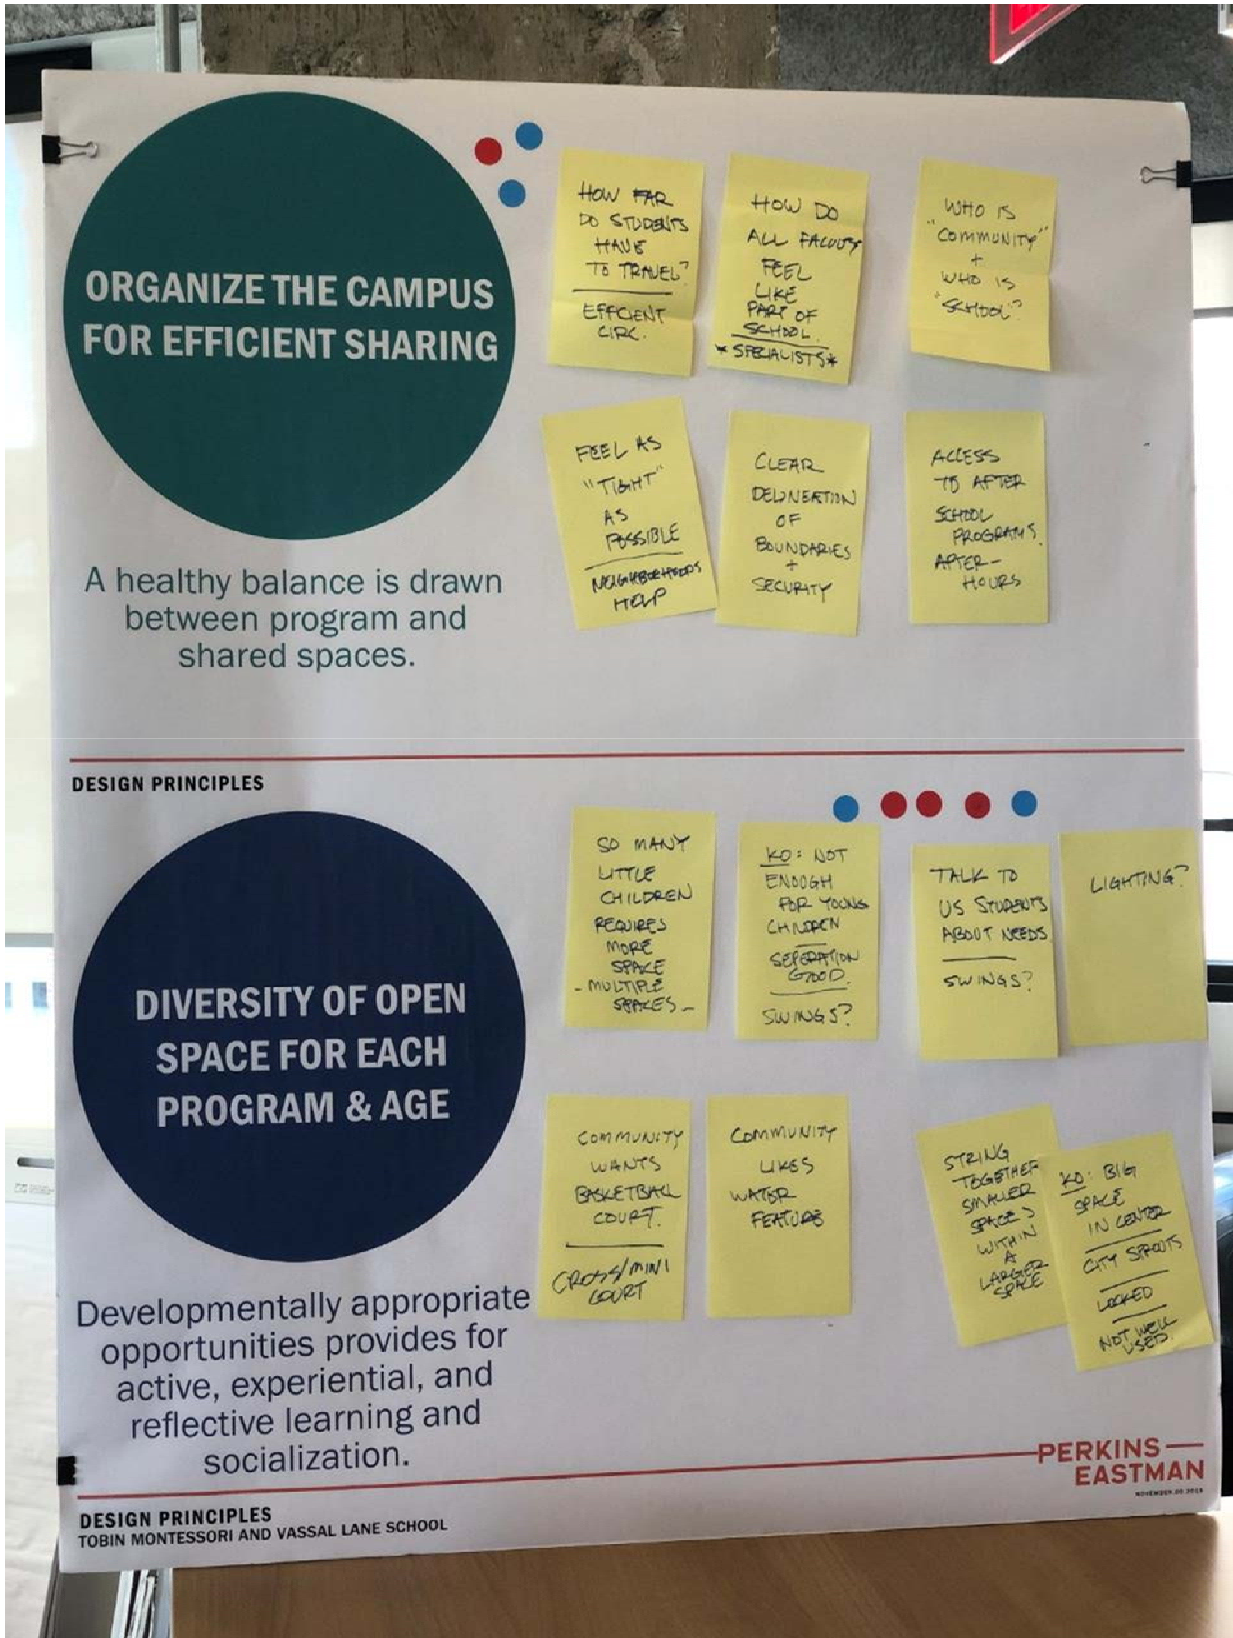 ORGANIZE THE CAMPUS
FOR EFFICIENT SHARING
A healthy balance is drawn
between program and
shared spaces.
HOW FAR
DO STUDENTS
HAVE
TO TRAVEL?
EFFCIENT
CIRC.
HOW DO
ALL FACULTY
FEEL
LIKE
PART OF
SCHOOL.
*SPECIALISTS*
WHO IS
"COMMUNITY"
+
WHO IS
"SCHOOL?"
FEEL AS
"TIGHT"
AS
POSSIBLE
NEIGHBORHOODS
HELP
CLEAR
DELINEATION
OF
BOUNDARIES
+
SECURITY
ACCESS
TO AFTER
SCHOOL
PROGRAMS.
AFTER-
HOURS
DESIGN PRINCIPLES
DIVERSITY OF OPEN
SPACE FOR EACH
PROGRAM & AGE
Developmentally appropriate
opportunities provides for
active, experiential, and
reflective learning and
socialization.
SO MANY
LITTLE
CHILDREN
REQUIRES
MORE
SPACE
- MULTIPLE
SPACES -
KO: NOT
ENOUGH
FOR YOUNG
CHILDREN
SEPERATION
GOOD.
SWINGS?
TALK TO
US STUDENTS
ABOUT NEEDS.
SWINGS?
LIGHTING?
COMMUNITY
WANTS
BASKETBALL
COURT.
CROSS/MINI
COURT
COMMUNITY
LIKES
WATER
FEATURE
STRING
TOGETHER
SMALLER
SPACES
WITHIN
A
LARGER
SPACE
KO: BIG
SPACE
IN CENTER
CITY SPROUTS
LOCKED
NOT WELL
USED.
PERKINS
EASTMAN
DESIGN PRINCIPLES
TOBIN MONTESSORI AND VASSAL LANE SCHOOL